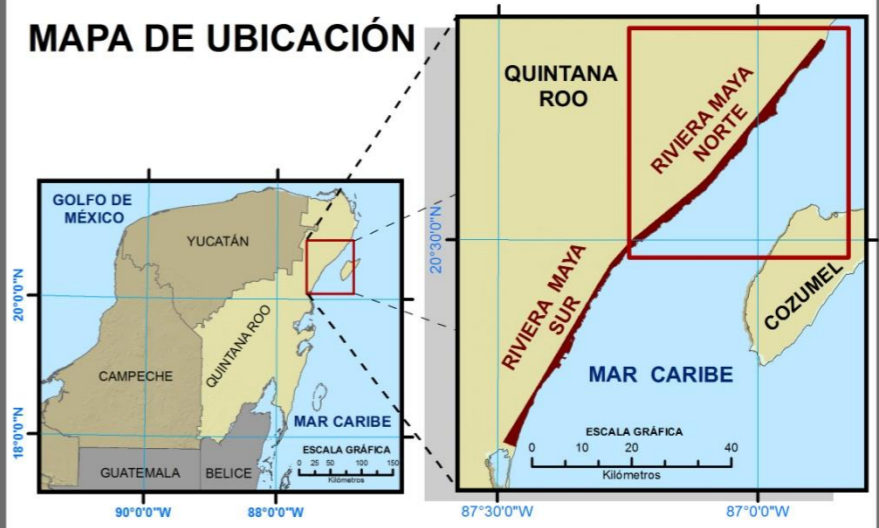 MAPA DE UBICACIÓN
GOLFO DE
MÉXICO
YUCATÁN
QUINTANA ROO
CAMPECHE
MAR CARIBE
GUATEMALA
BELICE
ESCALA GRÁFICA
0 25 50 100 150
Kilómetros
20°0'0"N
18°0'0"N
90°0'0"W
88°0'0"W
QUINTANA
ROO
RIVIERA MAYA
NORTE
RIVIERA MAYA
SUR
COZUMEL
MAR CARIBE
ESCALA GRÁFICA
0 10 20 40
Kilómetros
20°30'0"N
87°30'0"W
87°0'0"W